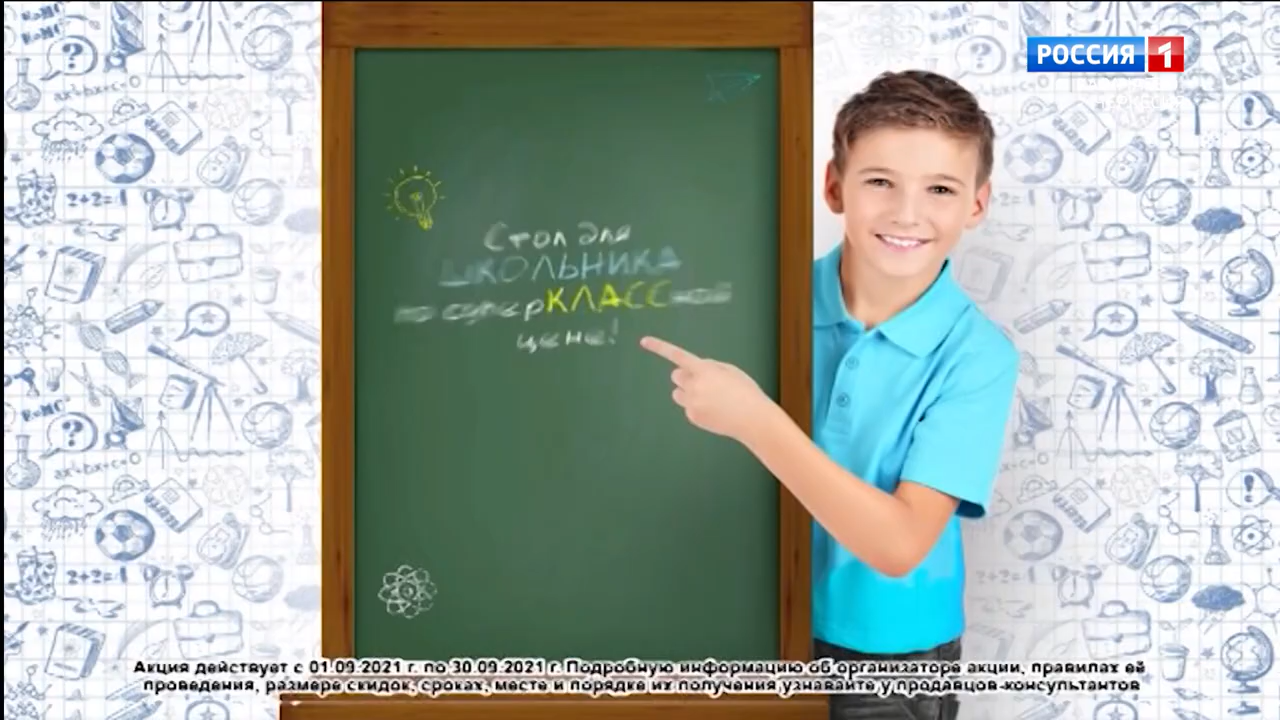 РОССИЯ 1
Стол для
ШКОЛЬНИКА
по суперКЛАССной
цене!
Акция действует с 01.09.2021 г. по 30.09.2021 г. Подробную информацию об организаторе акции, правилах её
проведения, размере скидок, сроках, месте и порядке их получения узнавайте у продавцов-консультантов